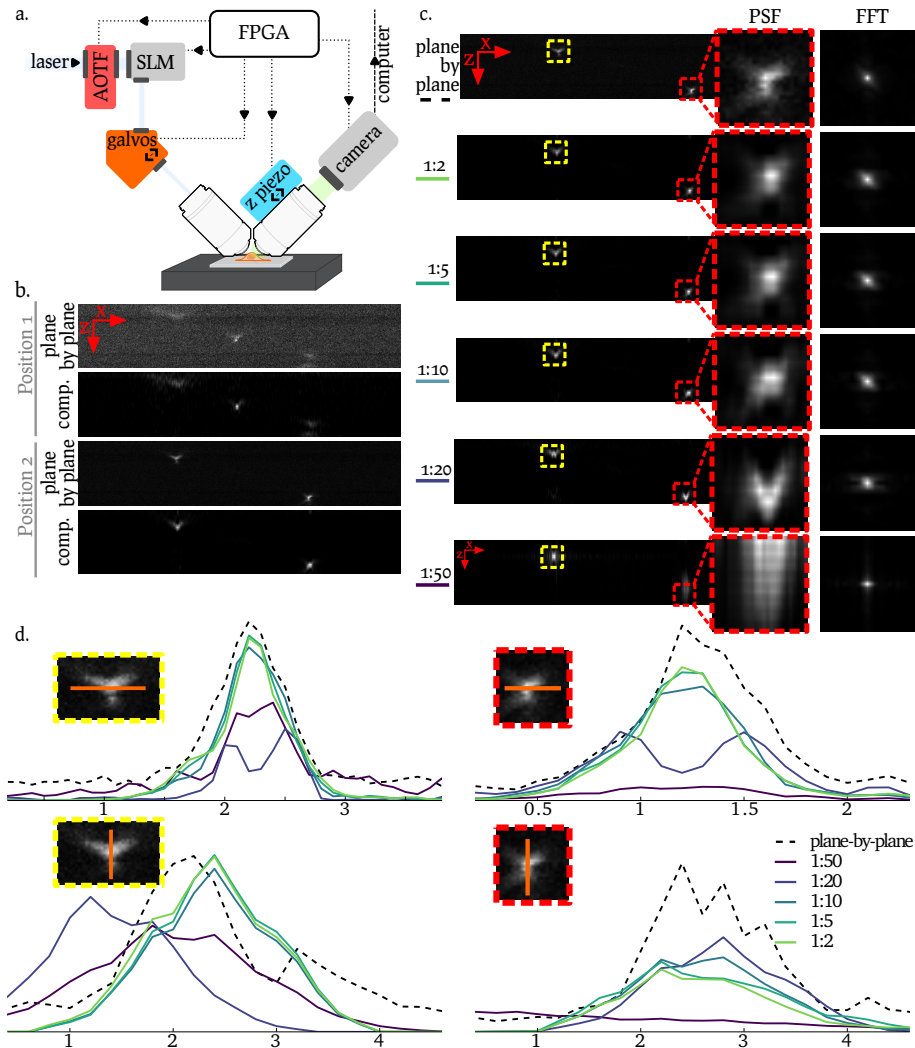 a.
FPGA
laser
AOTF
SLM
computer
galvos
z piezo
camera
b.
Position 1
plane
by plane
z
x
comp.
Position 2
plane
by plane
comp.
c.
PSF
FFT
plane
by
plane
x
z
1:2
1:5
1:10
1:20
1:50
x
z
d.
1
2
3
0.5
1
1.5
2
1
2
3
4
1
2
3
4
plane-by-plane
1:50
1:20
1:10
1:5
1:2